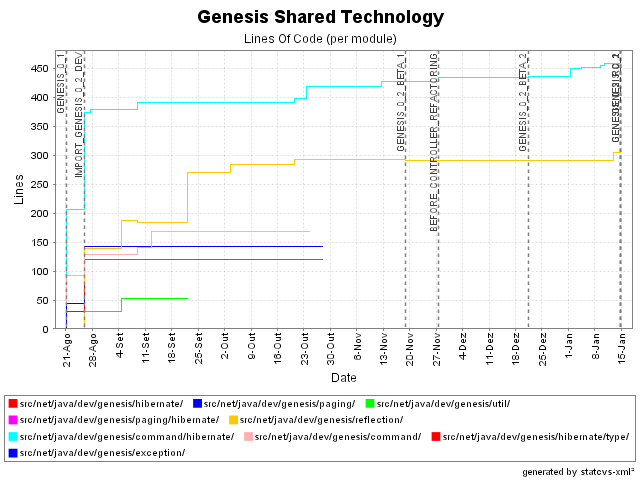 Genesis Shared Technology
Lines Of Code (per module)
GENESIS_0_1
IMPORT_GENESIS_0_2_DEV
GENESIS_0_2_BETA_1
BEFORE_CONTROLLER_REFACTORING
GENESIS_0_2_BETA_2
Lines
450
400
350
300
250
200
150
100
50
0
21-Ago
28-Ago
4-Set
11-Set
18-Set
25-Set
2-Out
9-Out
16-Out
23-Out
30-Out
6-Nov
13-Nov
20-Nov
27-Nov
4-Dez
11-Dez
18-Dez
25-Dez
1-Jan
8-Jan
15-Jan
Date
src/net/java/dev/genesis/hibernate/ src/net/java/dev/genesis/paging/ src/net/java/dev/genesis/util/
src/net/java/dev/genesis/paging/hibernate/ src/net/java/dev/genesis/reflection/
src/net/java/dev/genesis/command/hibernate/ src/net/java/dev/genesis/command/ src/net/java/dev/genesis/hibernate/type/
src/net/java/dev/genesis/exception/
generated by statcvs-xml²